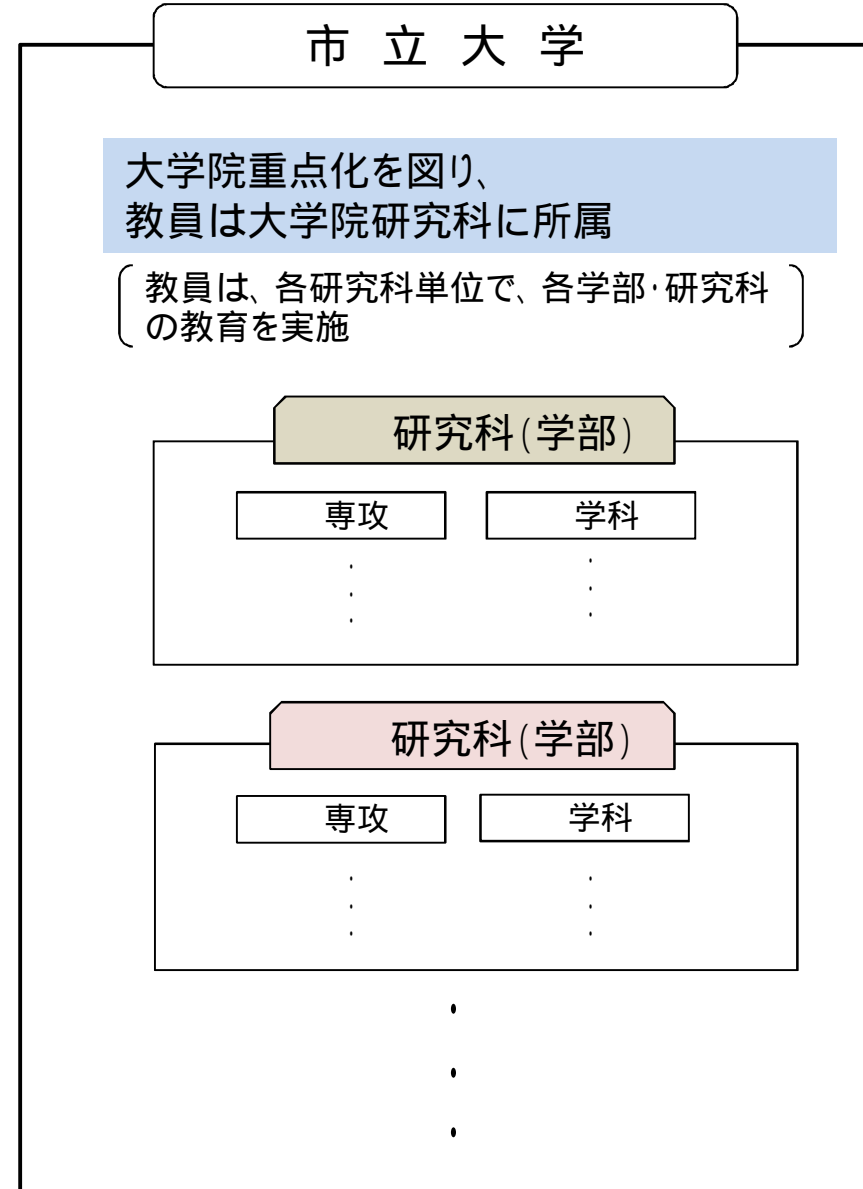 市 立 大 学
大学院重点化を図り、
教員は大学院研究科に所属
教員は、各研究科単位で、各学部・研究科
の教育を実施
研究科(学部)
専攻
学科
研究科(学部)
専攻
学科